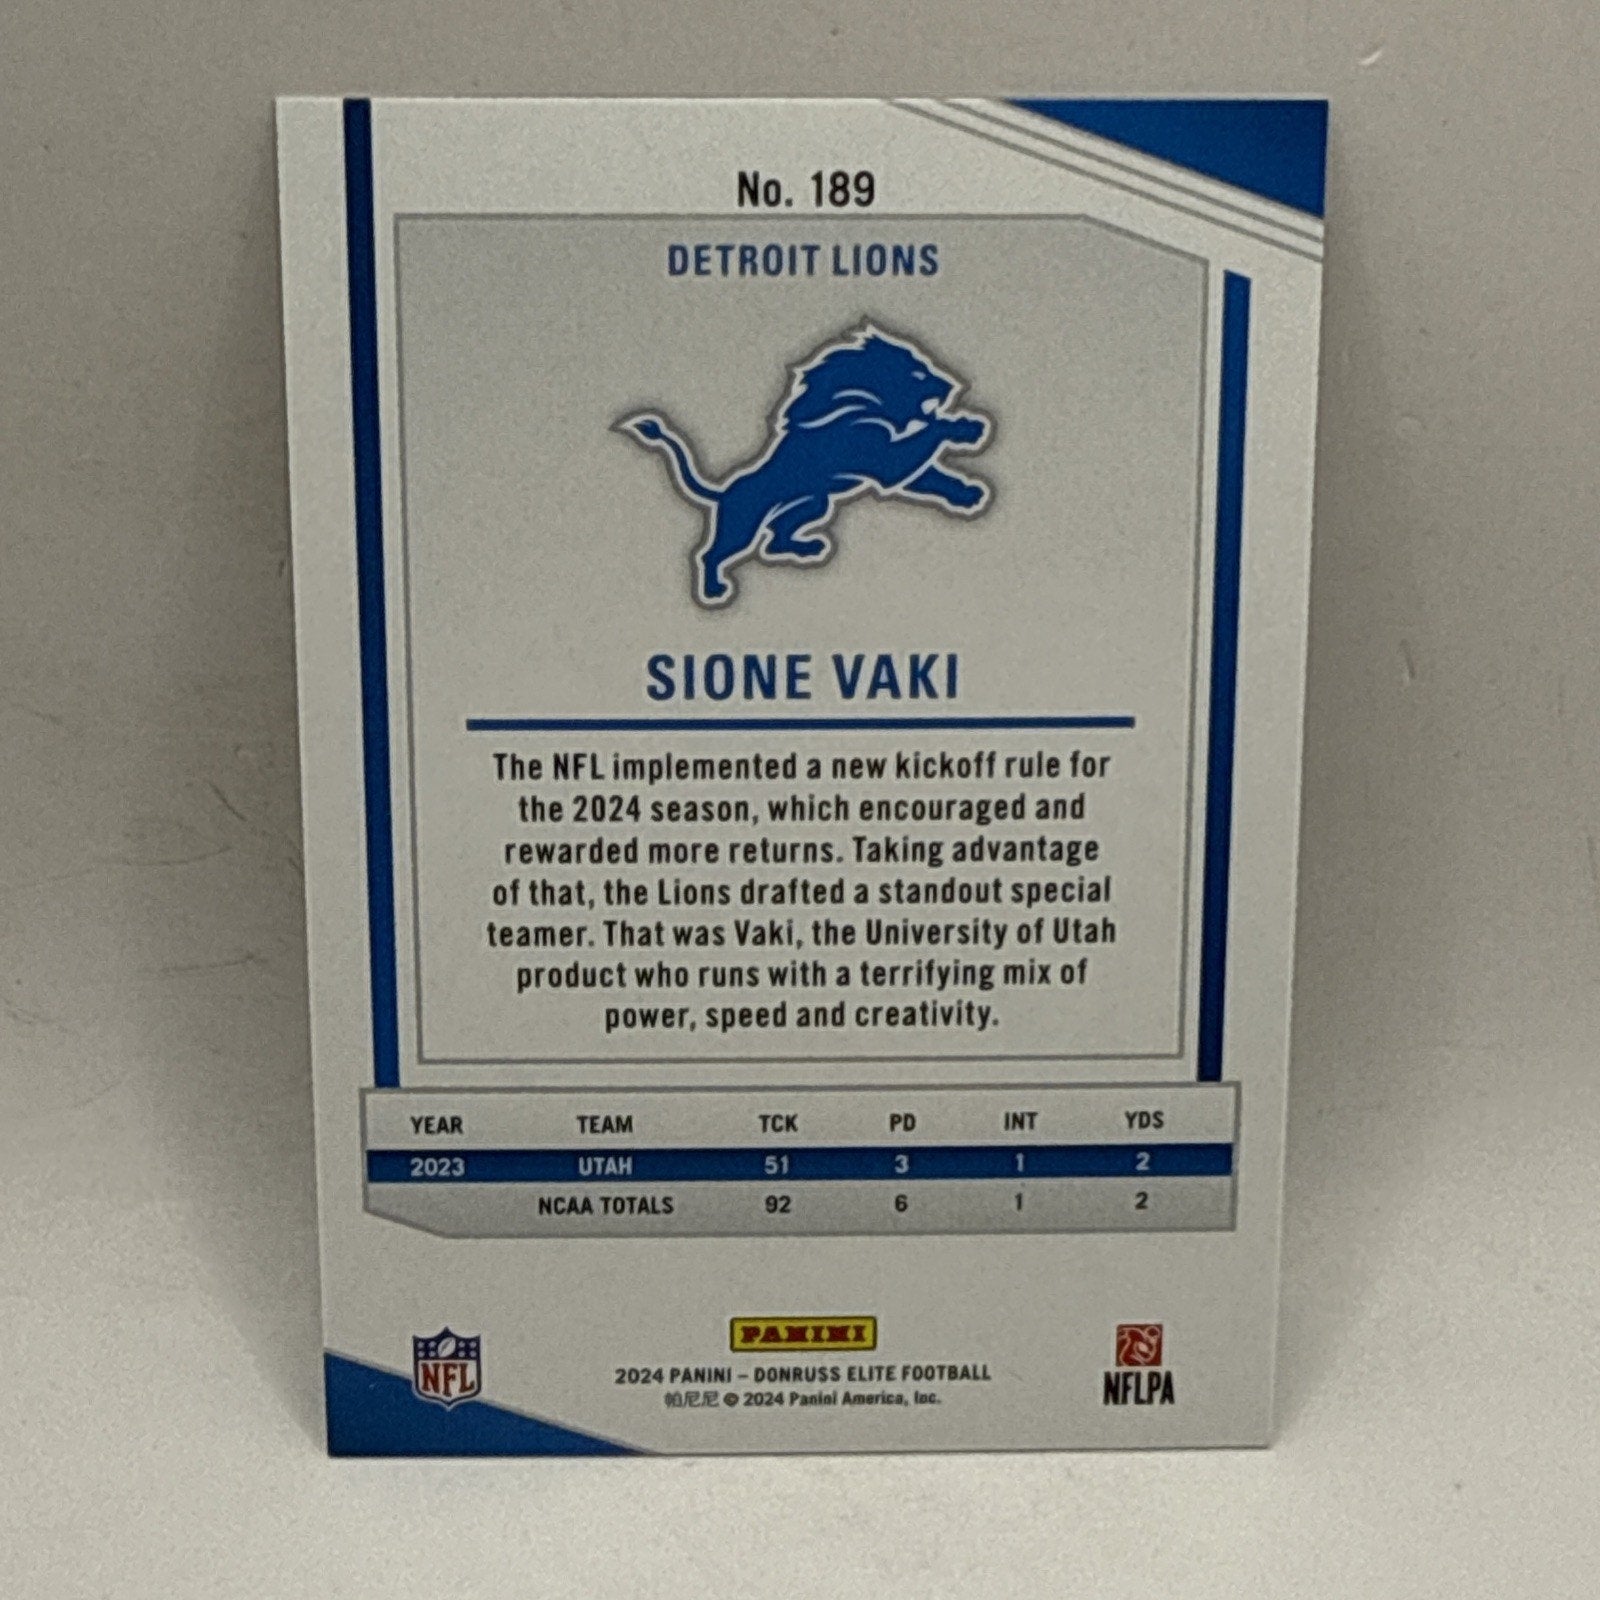 No. 189
DETROIT LIONS
SIONE VAKI
The NFL implemented a new kickoff rule for
the 2024 season, which encouraged and
rewarded more returns. Taking advantage
of that, the Lions drafted a standout special
teamer. That was Vaki, the University of Utah
product who runs with a terrifying mix of
power, speed and creativity.
YEAR TEAM TCK PD INT YDS
2023 UTAH 51 3 1 2
NCAA TOTALS 92 6 1 2
PANINI
NFL
2024 PANINI – DONRUSS ELITE FOOTBALL
帕尼尼 © 2024 Panini America, Inc.
NFLPA